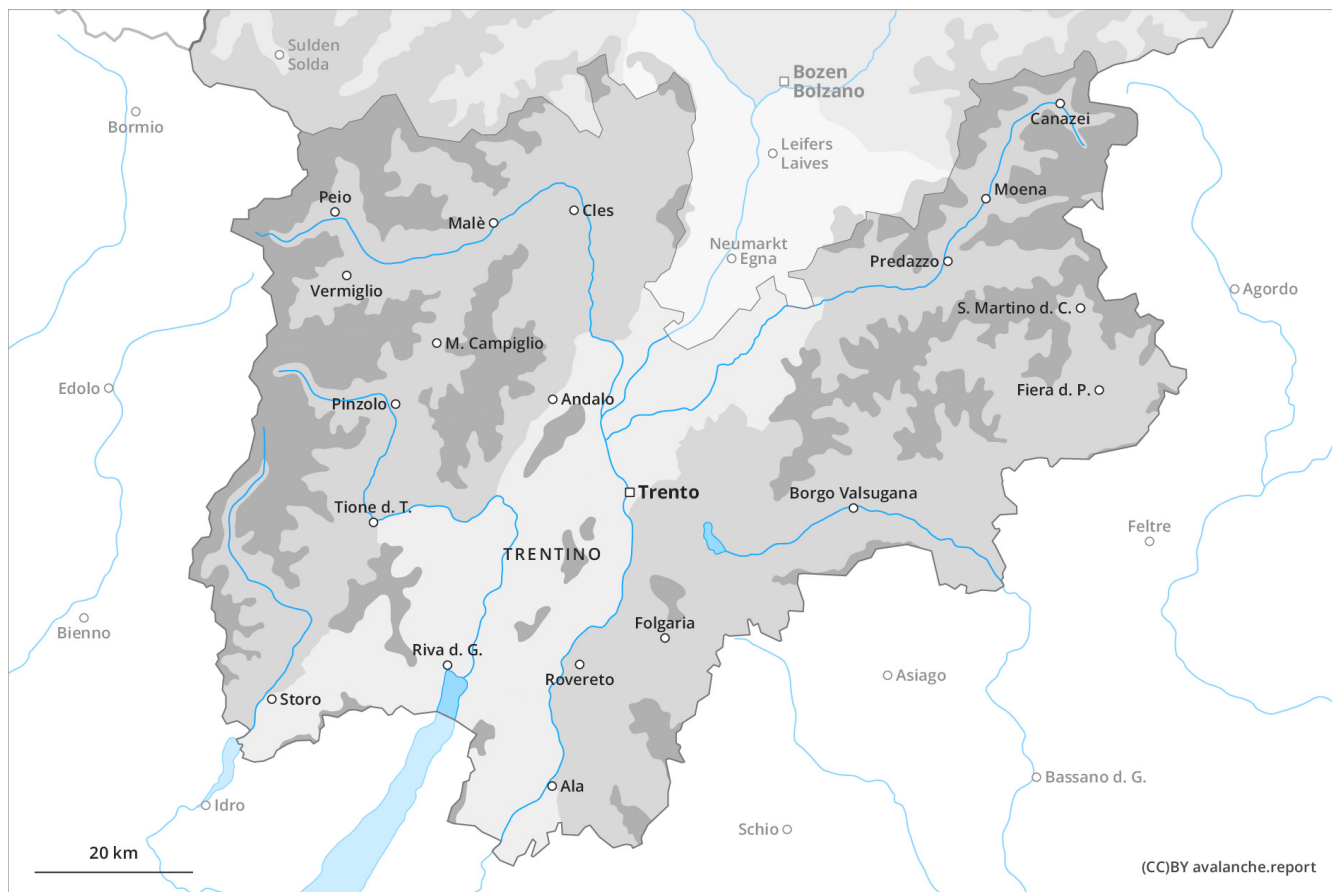 Sulden
Solda
Bozen
Bolzano
Bormio
Canazei
Leifers
Laives
Peio
Moena
Malè
Cles
Neumarkt
Egna
Predazzo
Vermiglio
Agordo
S. Martino d. C.
M. Campiglio
Edolo
Fiera d. P.
Pinzolo
Andalo
Trento
Borgo Valsugana
Tione d. T.
Feltre
TRENTINO
Bienno
Folgaria
Riva d. G.
Rovereto
Asiago
Storo
Bassano d. G.
Ala
Idro
Schio
20 km
(CC)BY avalanche.report